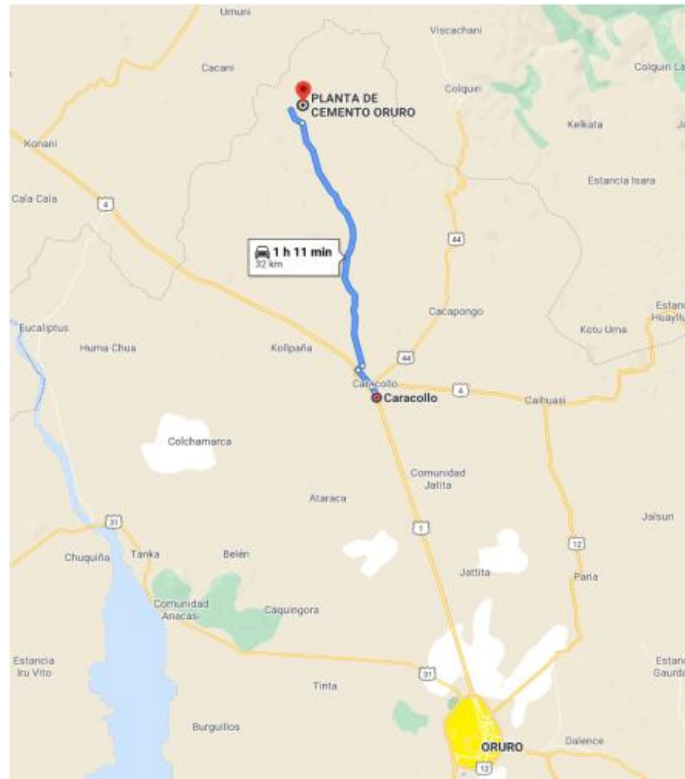 Umuni
Viscachani
Cacani
Colquiri
Colquiri La
PLANTA DE
CEMENTO ORURO
Kelkata
Konani
Estancia Isara
Cala Cala
4
44
1 h 11 min
32 km
Cacapongo
Eucaliptus
Huma Chua
Kollpaña
Kotu Uma
44
Caracollo
Caracollo
4
Caihuasi
Colchamarca
Comunidad
Jatita
Ataraca
31
1
Jalsuri
12
Chuquiña
Tanka
Belén
Jattita
Paria
Comunidad
Anacas
Caquingora
Estancia
Iru Vito
31
Tinta
Burguillos
ORURO
Dalence
12